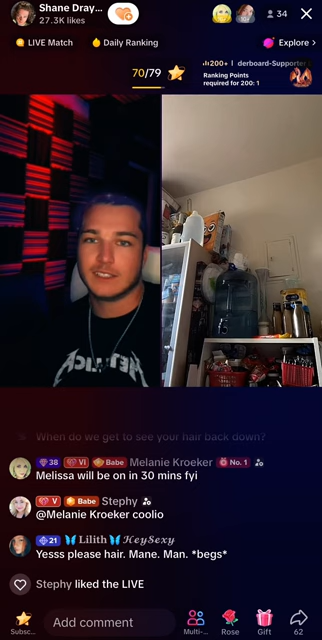 Shane Dray...
27.3K likes
34
LIVE Match
Daily Ranking
Explore >
70/79
200+ | derboard-Supporter
Ranking Points
required for 200: 1
METALLIC
When do we get to see your hair back down?
38 VI Babe Melanie Kroeker No. 1
Melissa will be on in 30 mins fyi
V Babe Stephy
@Melanie Kroeker coolio
21 🦋 Lilith 🦋 𝓗𝓮𝔂𝓢𝓮𝔁𝔂
Yesss please hair. Mane. Man. *begs*
Stephy liked the LIVE
Add comment
Subsc... Multi-... Rose Gift 62